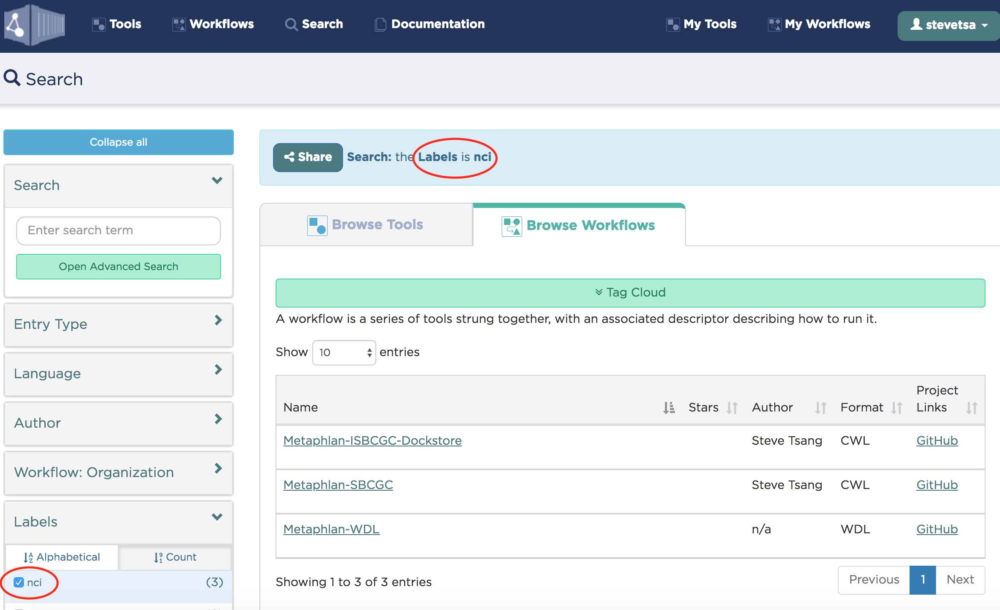 Tools Workflows Search Documentation My Tools My Workflows stevetsa
Search
Collapse all
Share Search: the Labels is nci
Search
Enter search term
Open Advanced Search
Entry Type
Language
Author
Workflow: Organization
Labels
Alphabetical Count
nci (3)
Browse Tools Browse Workflows
Tag Cloud
A workflow is a series of tools strung together, with an associated descriptor describing how to run it.
Show 10 entries
Name Stars Author Format Project Links
Metaphlan-ISBCGC-Dockstore Steve Tsang CWL GitHub
Metaphlan-SBCGC Steve Tsang CWL GitHub
Metaphlan-WDL n/a WDL GitHub
Showing 1 to 3 of 3 entries
Previous 1 Next